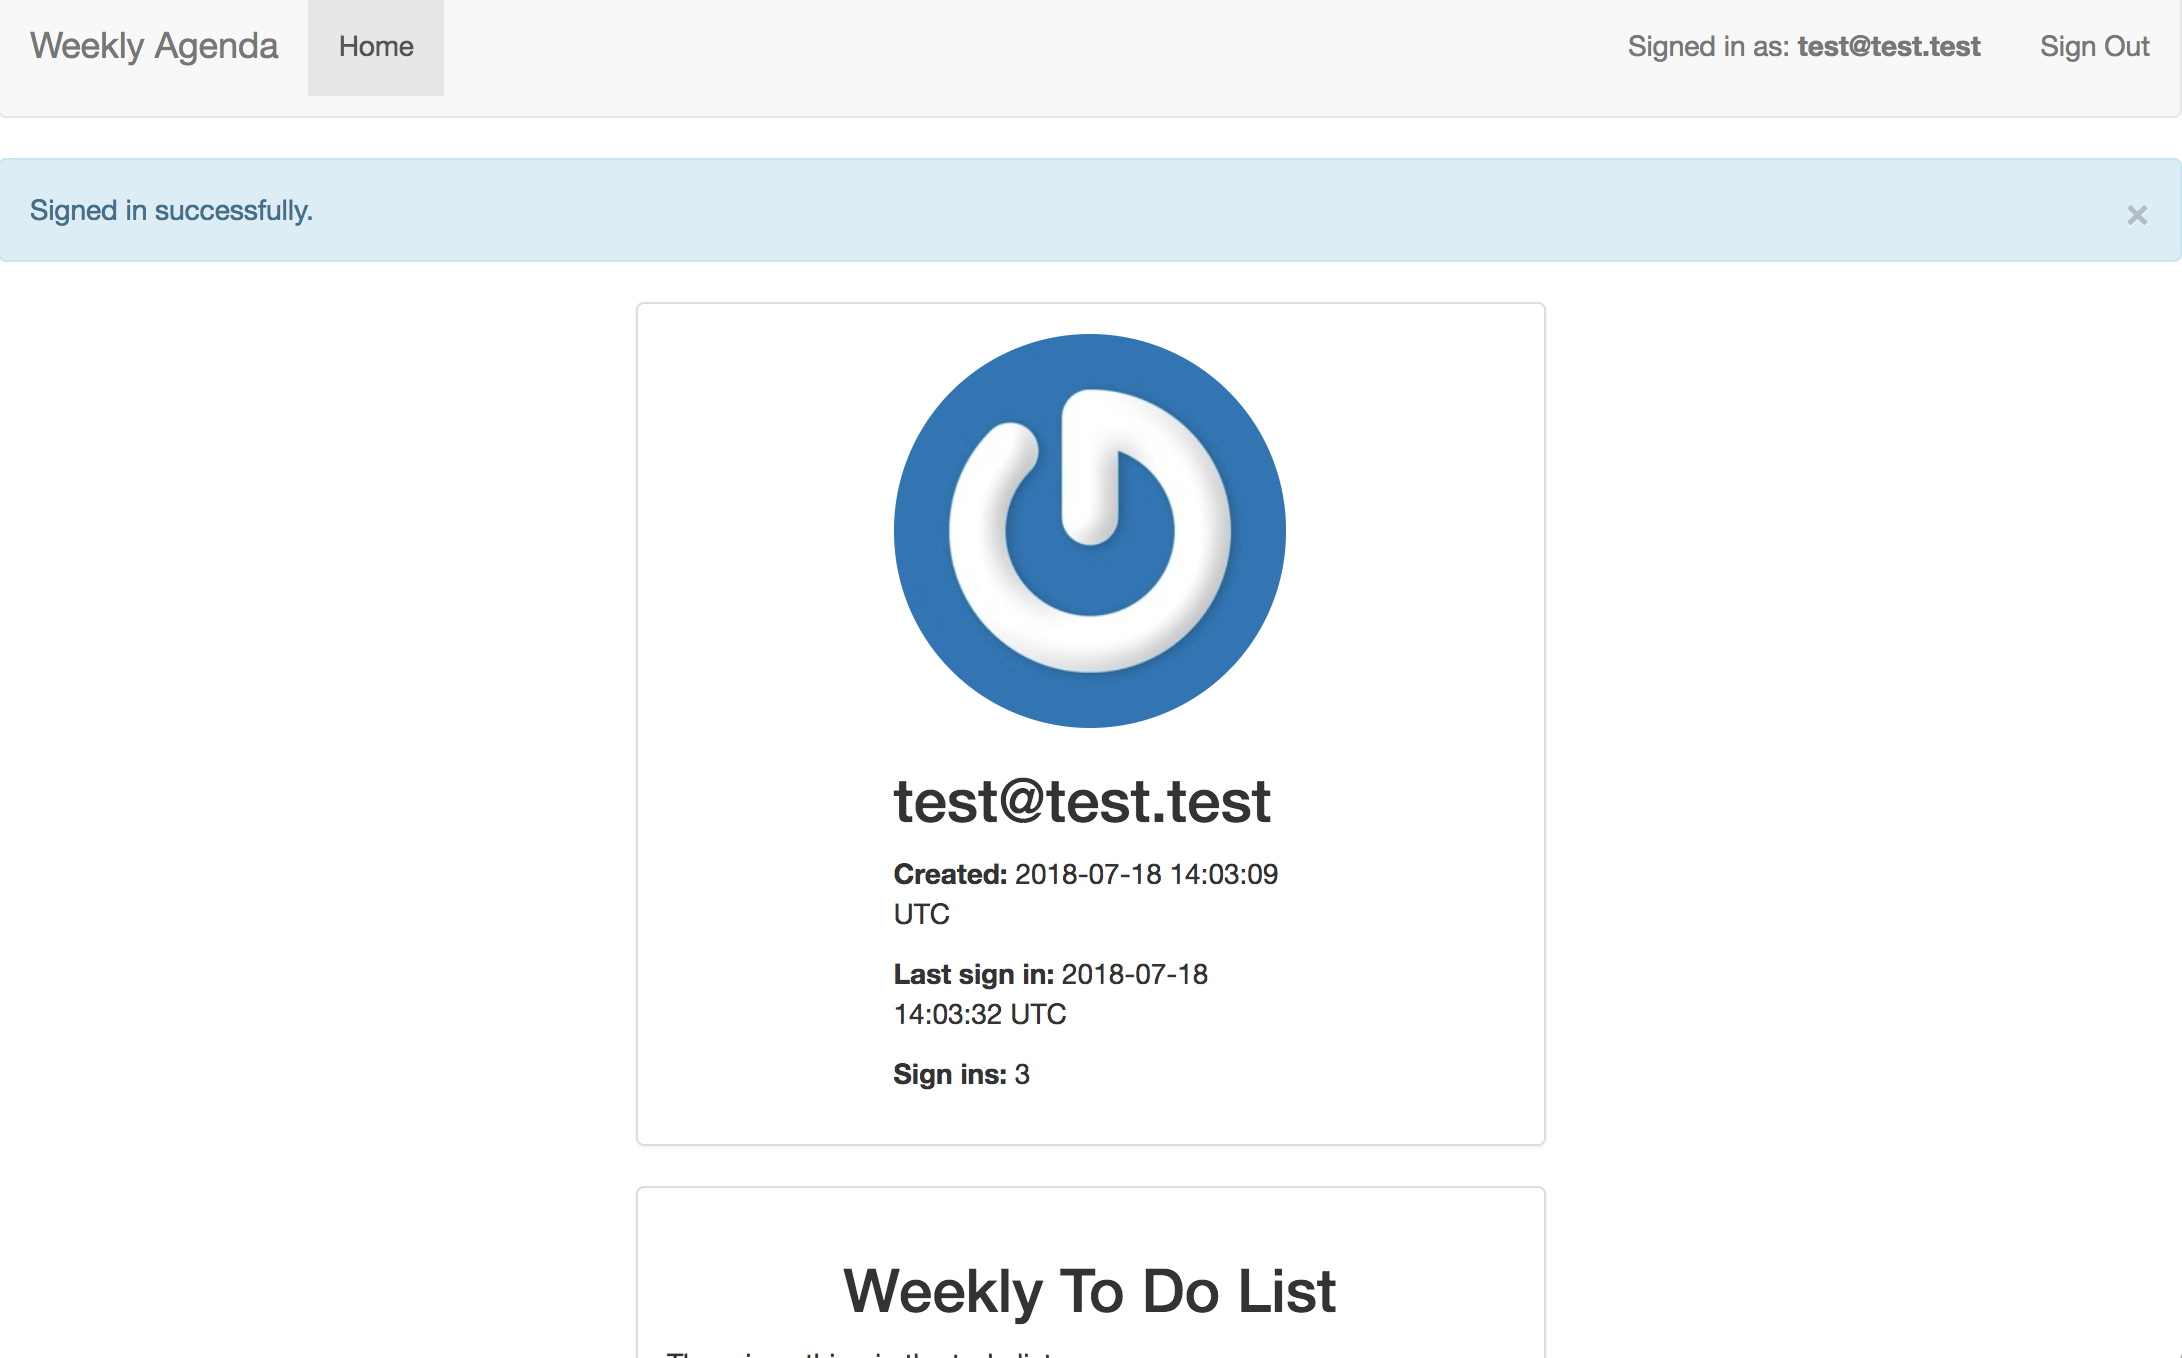 Weekly Agenda Home Signed in as: test@test.test Sign Out
Signed in successfully. ×
test@test.test
Created: 2018-07-18 14:03:09
UTC
Last sign in: 2018-07-18
14:03:32 UTC
Sign ins: 3
Weekly To Do List